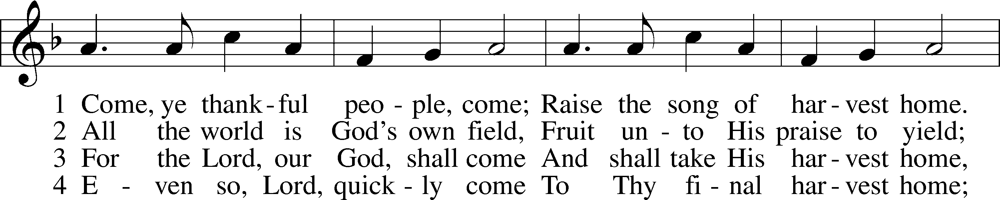 1 Come, ye thank - ful peo - ple, come; Raise the song of har - vest home.
2 All the world is God’s own field, Fruit un - to His praise to yield;
3 For the Lord, our God, shall come And shall take His har - vest home,
4 E - ven so, Lord, quick - ly come To Thy fi - nal har - vest home;